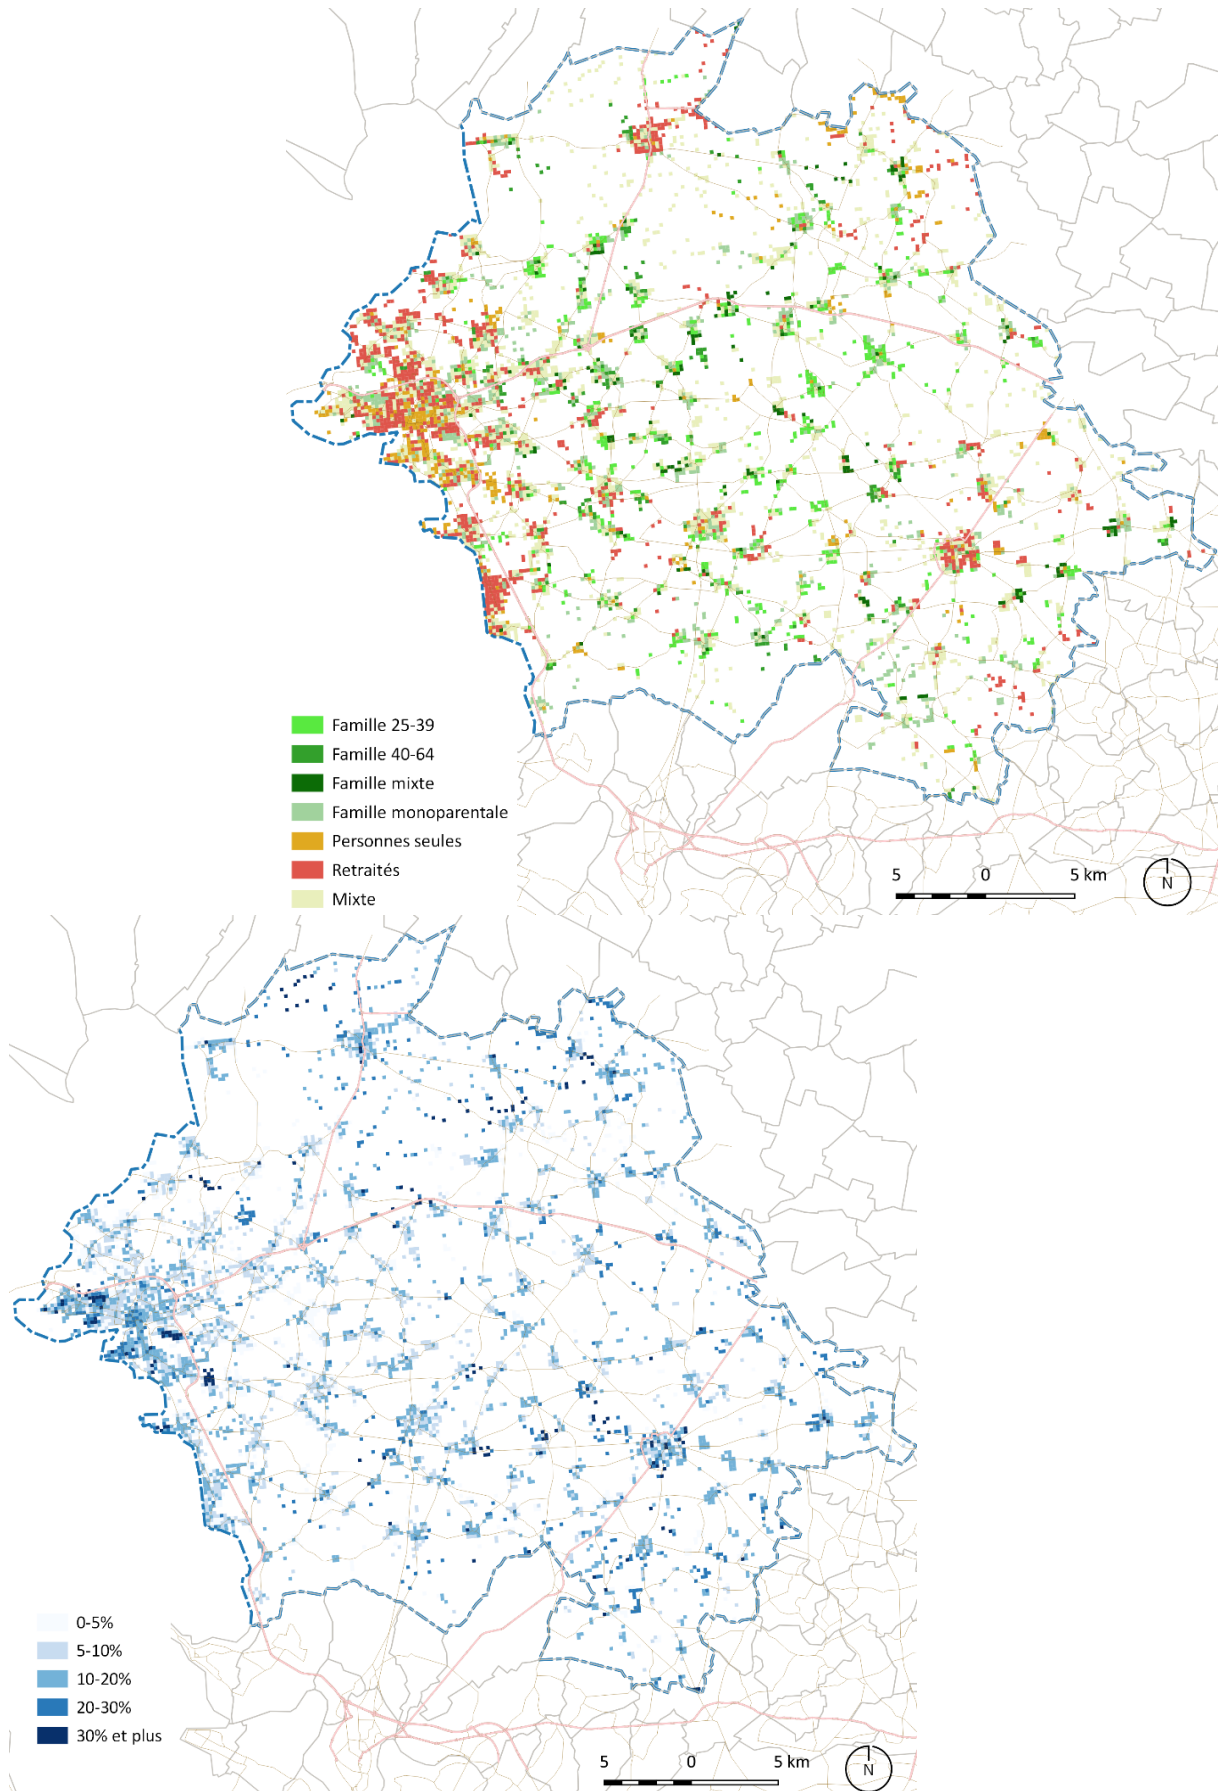 Famille 25-39
Famille 40-64
Famille mixte
Famille monoparentale
Personnes seules
Retraités
Mixte
5 0 5 km
N
0-5%
5-10%
10-20%
20-30%
30% et plus
5 0 5 km
N